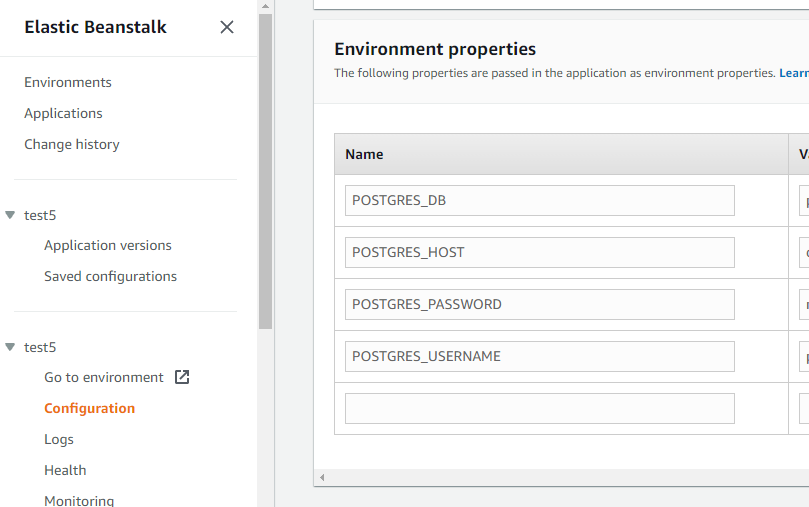 Elastic Beanstalk
Environments
Applications
Change history
test5
Application versions
Saved configurations
test5
Go to environment
Configuration
Logs
Health
Monitoring
Environment properties
The following properties are passed in the application as environment properties. Learn
Name
POSTGRES_DB
POSTGRES_HOST
POSTGRES_PASSWORD
POSTGRES_USERNAME